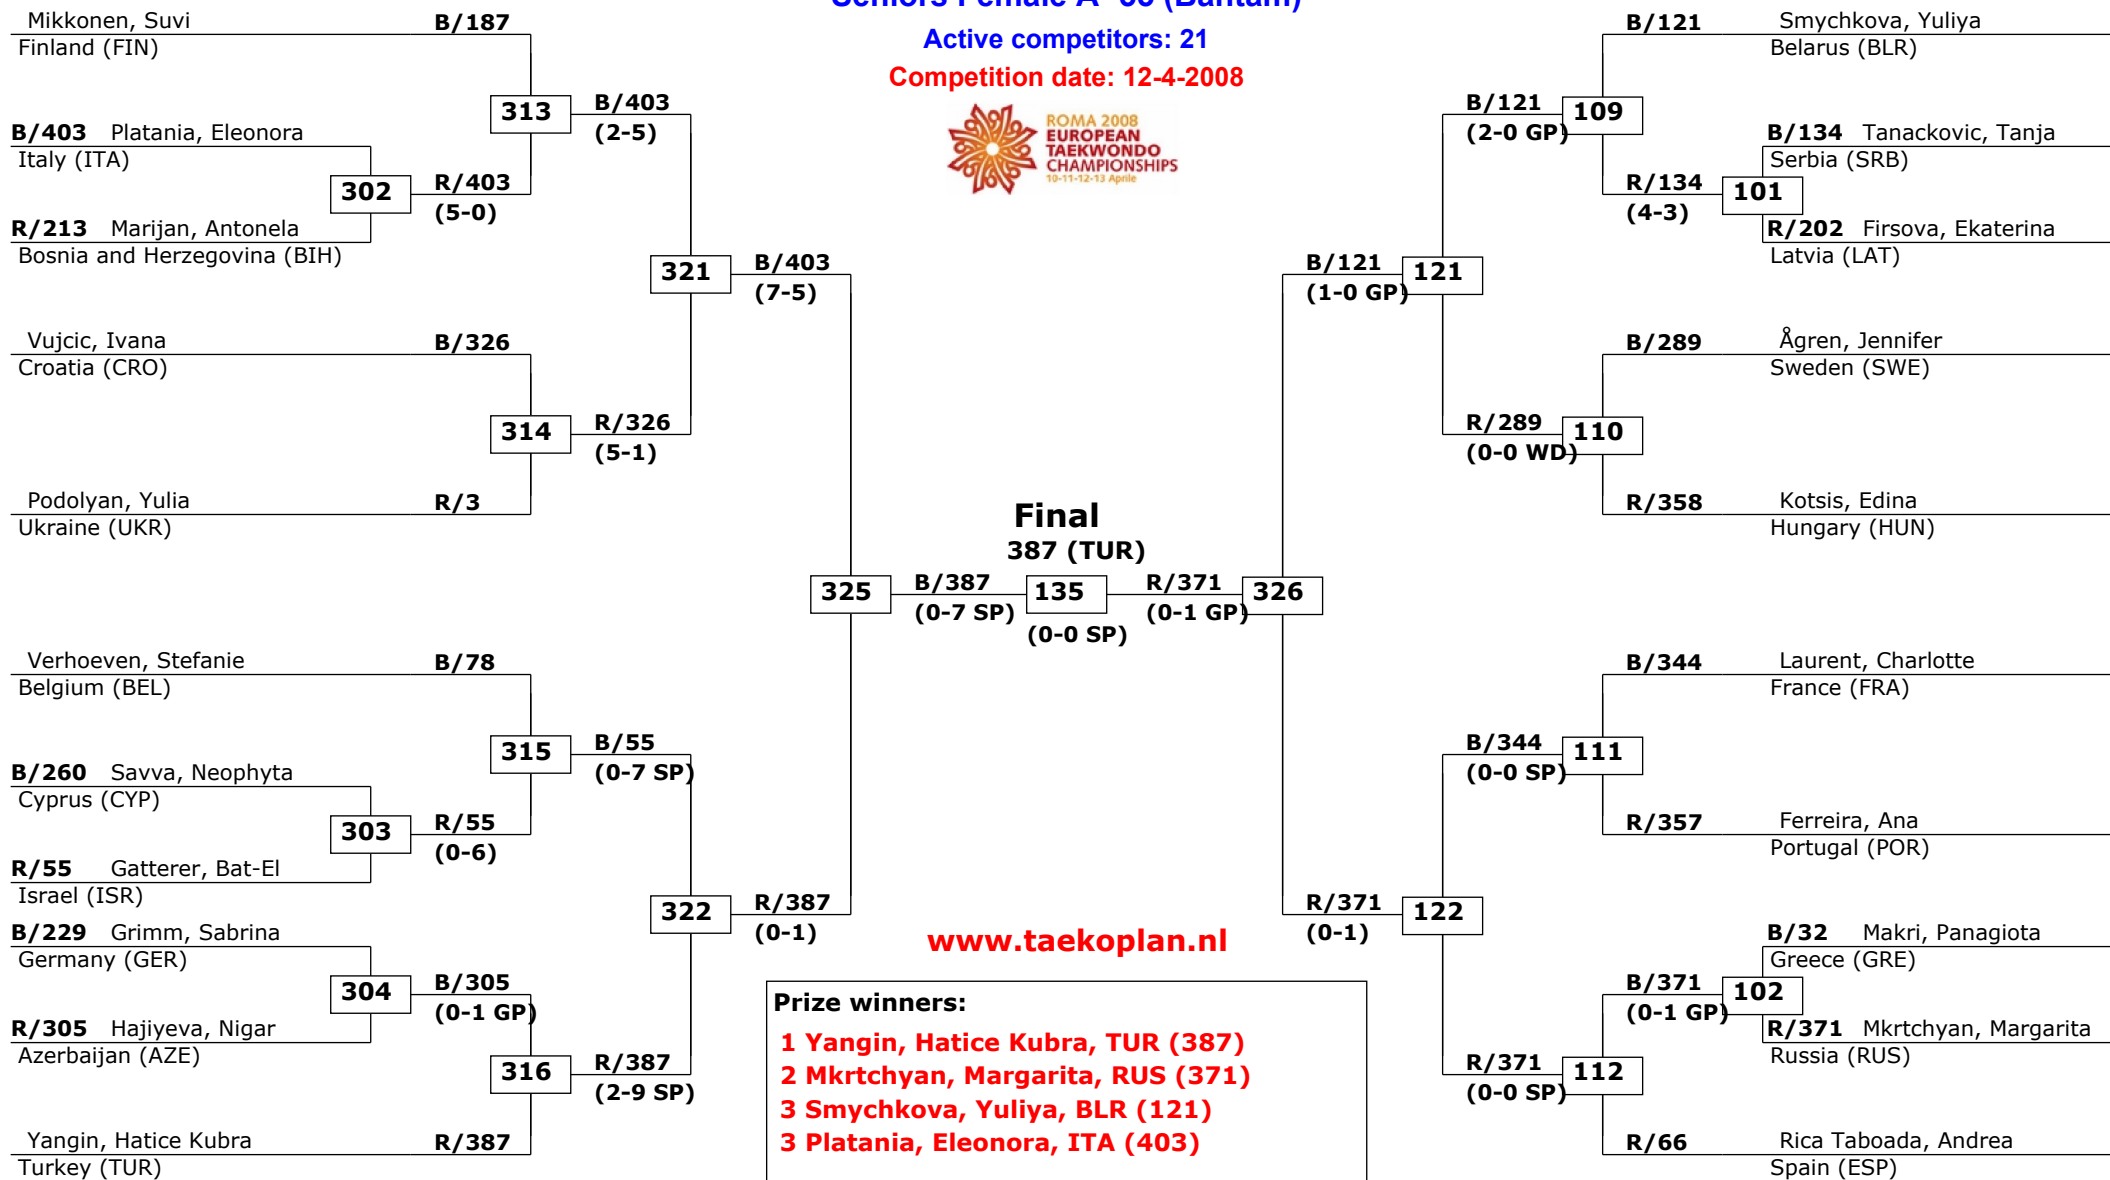 Seniors Female A -55 (Bantam)
Active competitors: 21
Competition date: 12-4-2008
ROMA 2008
EUROPEAN
TAEKWONDO
CHAMPIONSHIPS
10-11-12-13 Aprile
Mikkonen, Suvi B/187
Finland (FIN)
313
B/403
(2-5)
B/403 Platania, Eleonora
Italy (ITA)
302
R/403
(5-0)
R/213 Marijan, Antonela
Bosnia and Herzegovina (BIH)
321
B/403
(7-5)
Vujcic, Ivana B/326
Croatia (CRO)
314
R/326
(5-1)
Podolyan, Yulia R/3
Ukraine (UKR)
325
B/387
(0-7 SP)
Verhoeven, Stefanie B/78
Belgium (BEL)
315
B/55
(0-7 SP)
B/260 Savva, Neophyta
Cyprus (CYP)
303
R/55
(0-6)
R/55 Gatterer, Bat-El
Israel (ISR)
322
R/387
(0-1)
B/229 Grimm, Sabrina
Germany (GER)
304
B/305
(0-1 GP)
R/305 Hajiyeva, Nigar
Azerbaijan (AZE)
316
R/387
(2-9 SP)
Yangin, Hatice Kubra R/387
Turkey (TUR)
Final
387 (TUR)
135
(0-0 SP)
R/371
(0-1 GP)
326
B/121 Smychkova, Yuliya
Belarus (BLR)
B/121
(2-0 GP)
109
B/134 Tanackovic, Tanja
Serbia (SRB)
R/134
(4-3)
101
R/202 Firsova, Ekaterina
Latvia (LAT)
B/121
(1-0 GP)
121
B/289 Ågren, Jennifer
Sweden (SWE)
R/289
(0-0 WD)
110
R/358 Kotsis, Edina
Hungary (HUN)
B/344 Laurent, Charlotte
France (FRA)
B/344
(0-0 SP)
111
R/357 Ferreira, Ana
Portugal (POR)
R/371
(0-1)
122
B/32 Makri, Panagiota
Greece (GRE)
B/371
(0-1 GP)
102
R/371 Mkrtchyan, Margarita
Russia (RUS)
R/371
(0-0 SP)
112
R/66 Rica Taboada, Andrea
Spain (ESP)
www.taekoplan.nl
Prize winners:
1 Yangin, Hatice Kubra, TUR (387)
2 Mkrtchyan, Margarita, RUS (371)
3 Smychkova, Yuliya, BLR (121)
3 Platania, Eleonora, ITA (403)